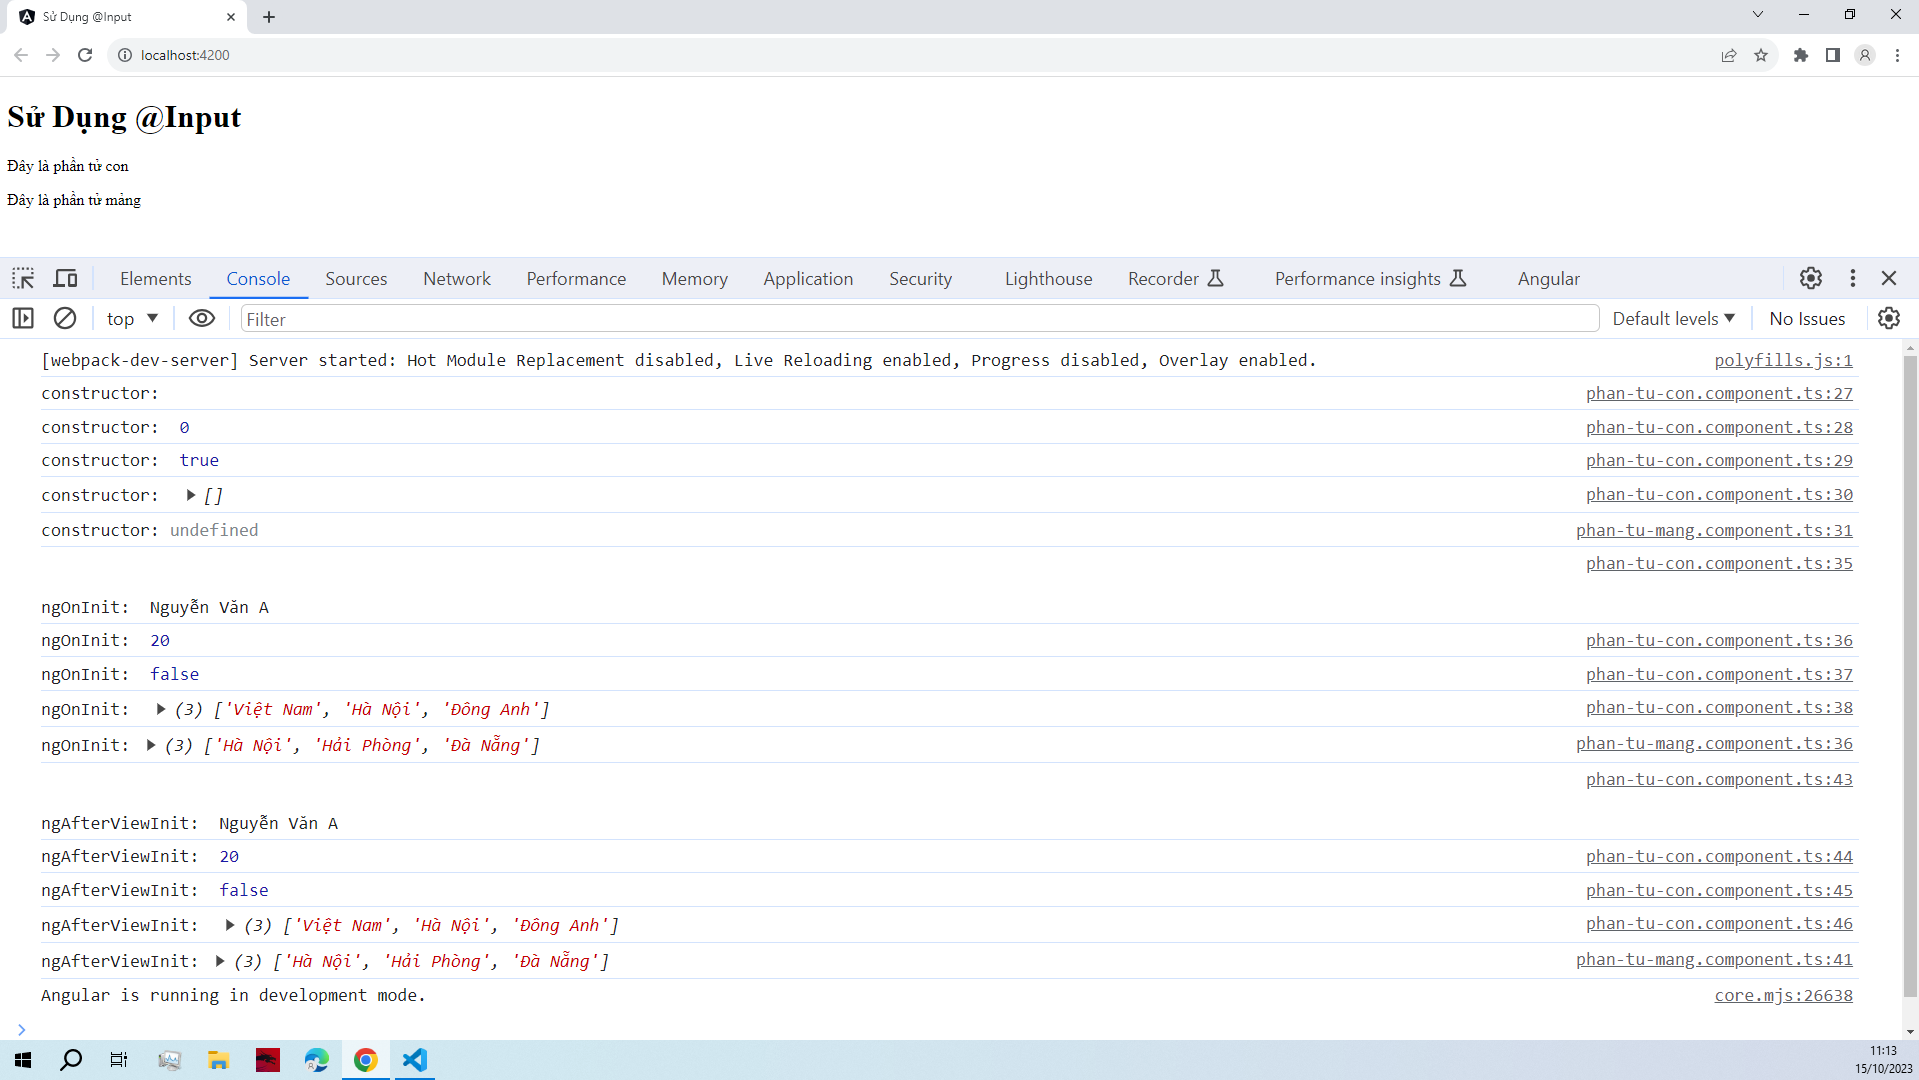 Sử Dụng @Input
localhost:4200
Sử Dụng @Input
Đây là phần tử con
Đây là phần tử mảng
Elements Console Sources Network Performance Memory Application Security Lighthouse Recorder Performance insights Angular
top Filter Default levels No Issues
[webpack-dev-server] Server started: Hot Module Replacement disabled, Live Reloading enabled, Progress disabled, Overlay enabled. polyfills.js:1
constructor: phan-tu-con.component.ts:27
constructor: 0 phan-tu-con.component.ts:28
constructor: true phan-tu-con.component.ts:29
constructor: [] phan-tu-con.component.ts:30
constructor: undefined phan-tu-mang.component.ts:31
phan-tu-con.component.ts:35
ngOnInit: Nguyễn Văn A
ngOnInit: 20 phan-tu-con.component.ts:36
ngOnInit: false phan-tu-con.component.ts:37
ngOnInit: (3) ['Việt Nam', 'Hà Nội', 'Đông Anh'] phan-tu-con.component.ts:38
ngOnInit: (3) ['Hà Nội', 'Hải Phòng', 'Đà Nẵng'] phan-tu-mang.component.ts:36
phan-tu-con.component.ts:43
ngAfterViewInit: Nguyễn Văn A
ngAfterViewInit: 20 phan-tu-con.component.ts:44
ngAfterViewInit: false phan-tu-con.component.ts:45
ngAfterViewInit: (3) ['Việt Nam', 'Hà Nội', 'Đông Anh'] phan-tu-con.component.ts:46
ngAfterViewInit: (3) ['Hà Nội', 'Hải Phòng', 'Đà Nẵng'] phan-tu-mang.component.ts:41
Angular is running in development mode. core.mjs:26638
11:13
15/10/2023